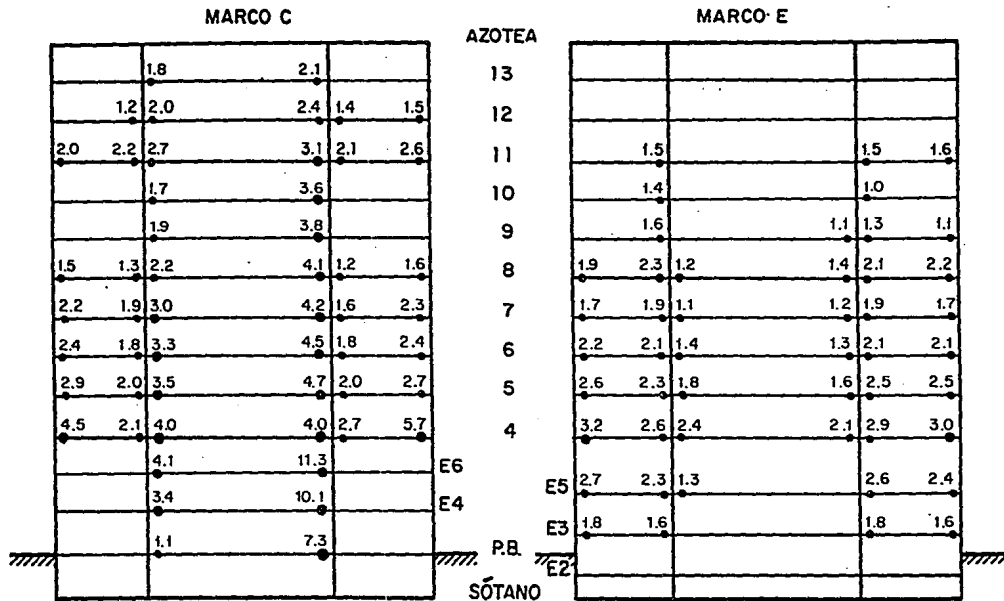 MARCO C
MARCO E
AZOTEA
1.8 2.1 13
1.2 2.0 2.4 1.4 1.5 12
2.0 2.2 2.7 3.1 2.1 2.6 11 1.5 1.5 1.6
1.7 3.6 10 1.4 1.0
1.9 3.8 9 1.6 1.1 1.3 1.1
1.5 1.3 2.2 4.1 1.2 1.6 8 1.9 2.3 1.2 1.4 2.1 2.2
2.2 1.9 3.0 4.2 1.6 2.3 7 1.7 1.9 1.1 1.2 1.9 1.7
2.4 1.8 3.3 4.5 1.8 2.4 6 2.2 2.1 1.4 1.3 2.1 2.1
2.9 2.0 3.5 4.7 2.0 2.7 5 2.6 2.3 1.8 1.6 2.5 2.5
4.5 2.1 4.0 4.0 2.7 5.7 4 3.2 2.6 2.4 2.1 2.9 3.0
4.1 11.3 E6
E5 2.7 2.3 1.3 2.6 2.4
3.4 10.1 E4
E3 1.8 1.6 1.8 1.6
1.1 7.3 P.B.
E2
SÓTANO